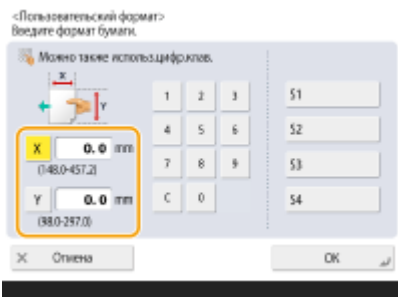 <Пользовательский формат>
Введите формат бумаги.
Можно также использ.цифр.клав.
X
Y
1 2 3
4 5 6
7 8 9
C 0
X 0.0 mm
(148.0-457.2)
Y 0.0 mm
(98.0-297.0)
S1
S2
S3
S4
× Отмена
OK